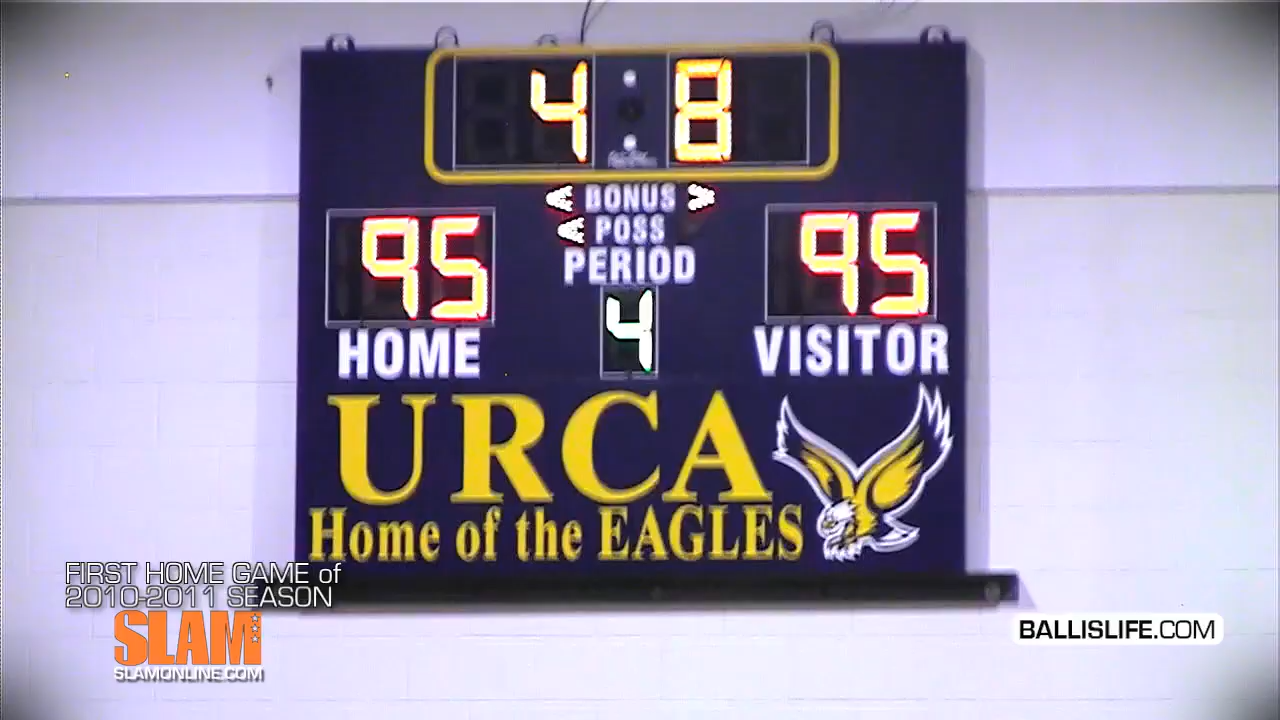 4 8
BONUS
POSS
PERIOD
95 4 95
HOME VISITOR
URCA
Home of the EAGLES
FIRST HOME GAME of
2010-2011 SEASON
SLAM
SLAMONLINE.COM
BALLISLIFE.COM